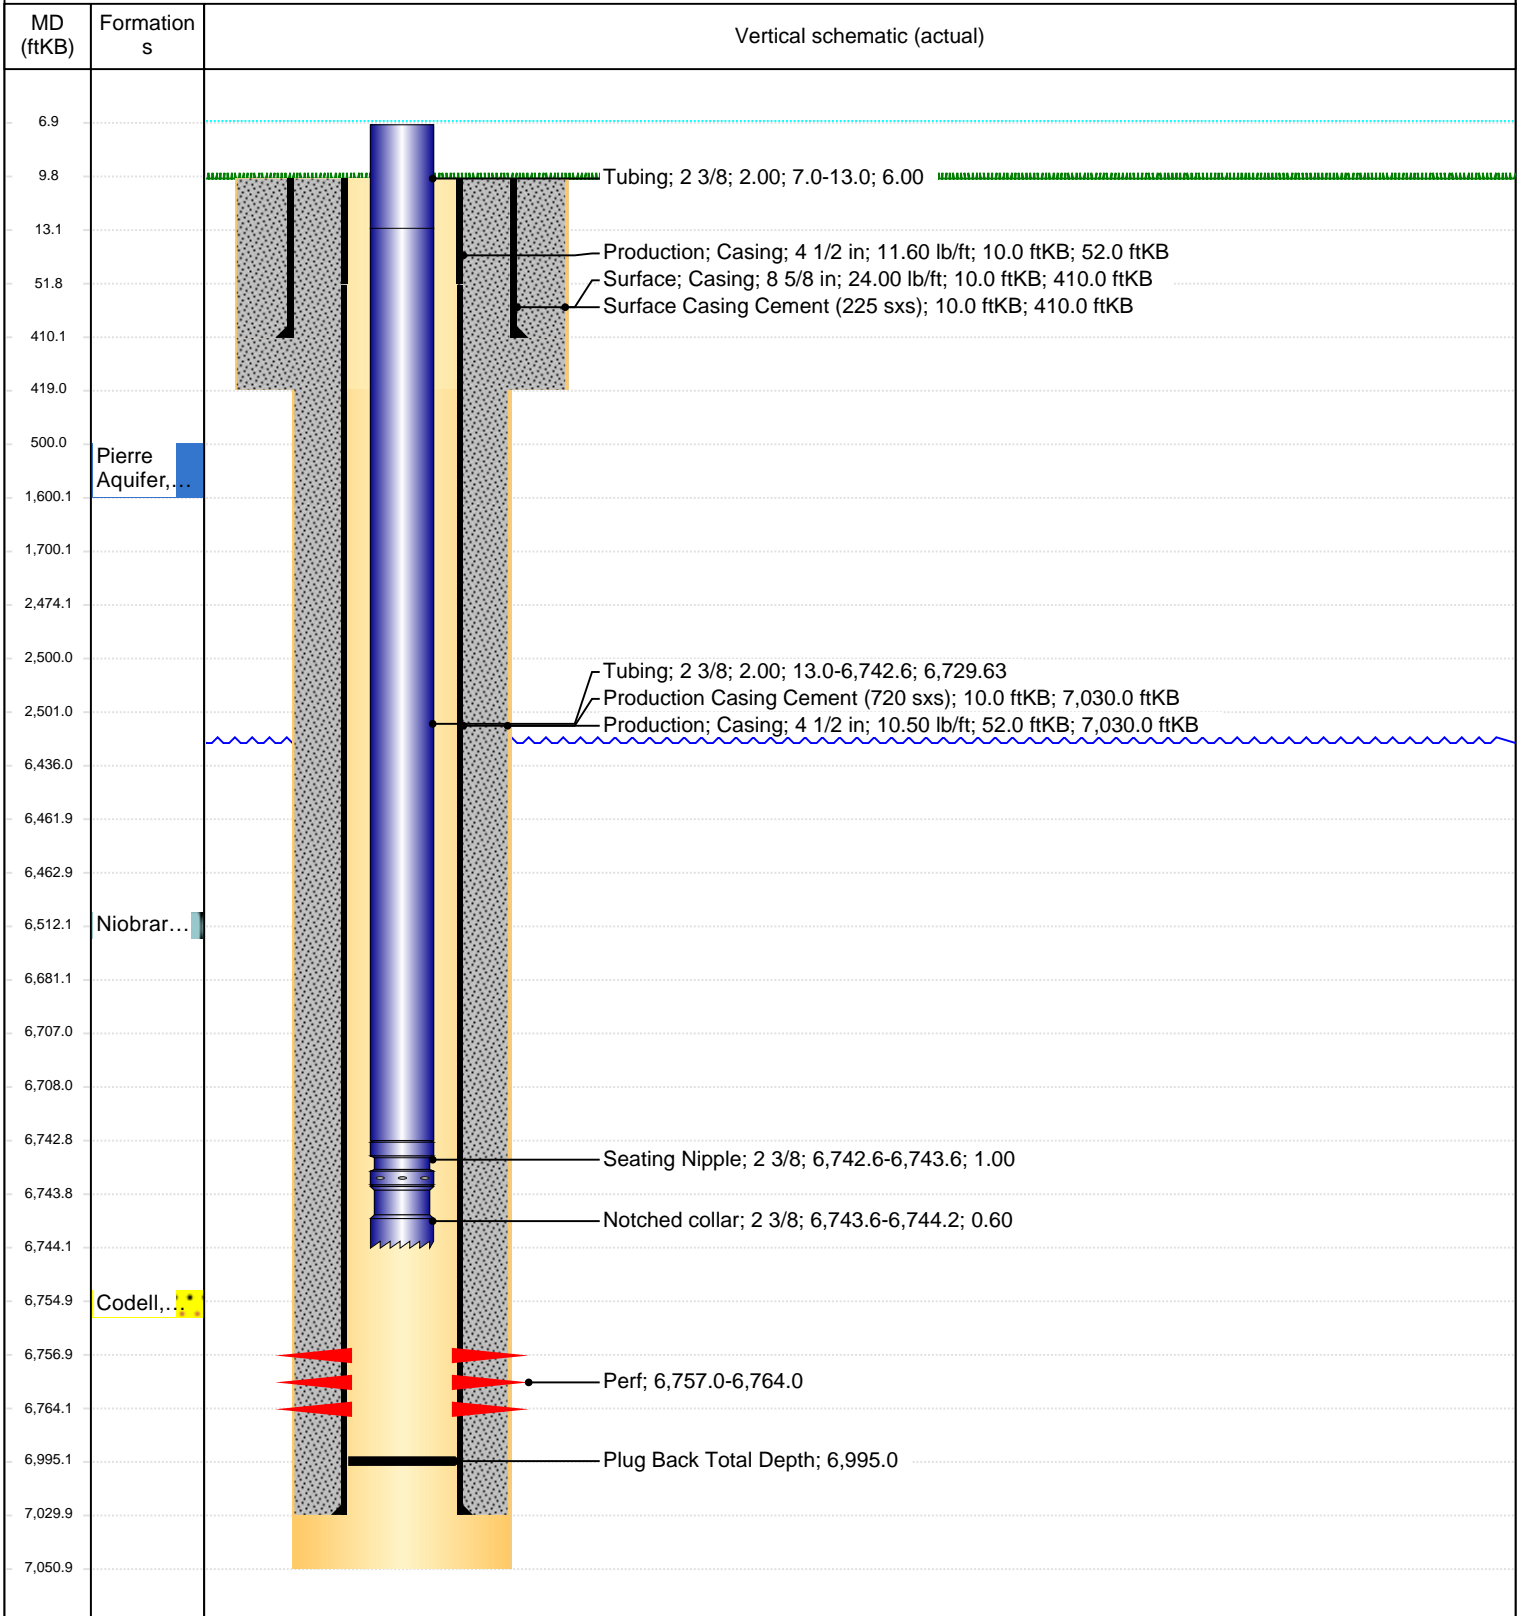 MD
(ftKB)
Formation
s
Vertical schematic (actual)
6.9
9.8
Tubing; 2 3/8; 2.00; 7.0-13.0; 6.00
13.1
Production; Casing; 4 1/2 in; 11.60 lb/ft; 10.0 ftKB; 52.0 ftKB
51.8
Surface; Casing; 8 5/8 in; 24.00 lb/ft; 10.0 ftKB; 410.0 ftKB
Surface Casing Cement (225 sxs); 10.0 ftKB; 410.0 ftKB
410.1
419.0
500.0
Pierre
Aquifer,...
1,600.1
1,700.1
2,474.1
2,500.0
Tubing; 2 3/8; 2.00; 13.0-6,742.6; 6,729.63
Production Casing Cement (720 sxs); 10.0 ftKB; 7,030.0 ftKB
2,501.0
Production; Casing; 4 1/2 in; 10.50 lb/ft; 52.0 ftKB; 7,030.0 ftKB
6,436.0
6,461.9
6,462.9
6,512.1
Niobrar...
6,681.1
6,707.0
6,708.0
6,742.8
Seating Nipple; 2 3/8; 6,742.6-6,743.6; 1.00
6,743.8
Notched collar; 2 3/8; 6,743.6-6,744.2; 0.60
6,744.1
6,754.9
Codell,...
6,756.9
Perf; 6,757.0-6,764.0
6,764.1
6,995.1
Plug Back Total Depth; 6,995.0
7,029.9
7,050.9